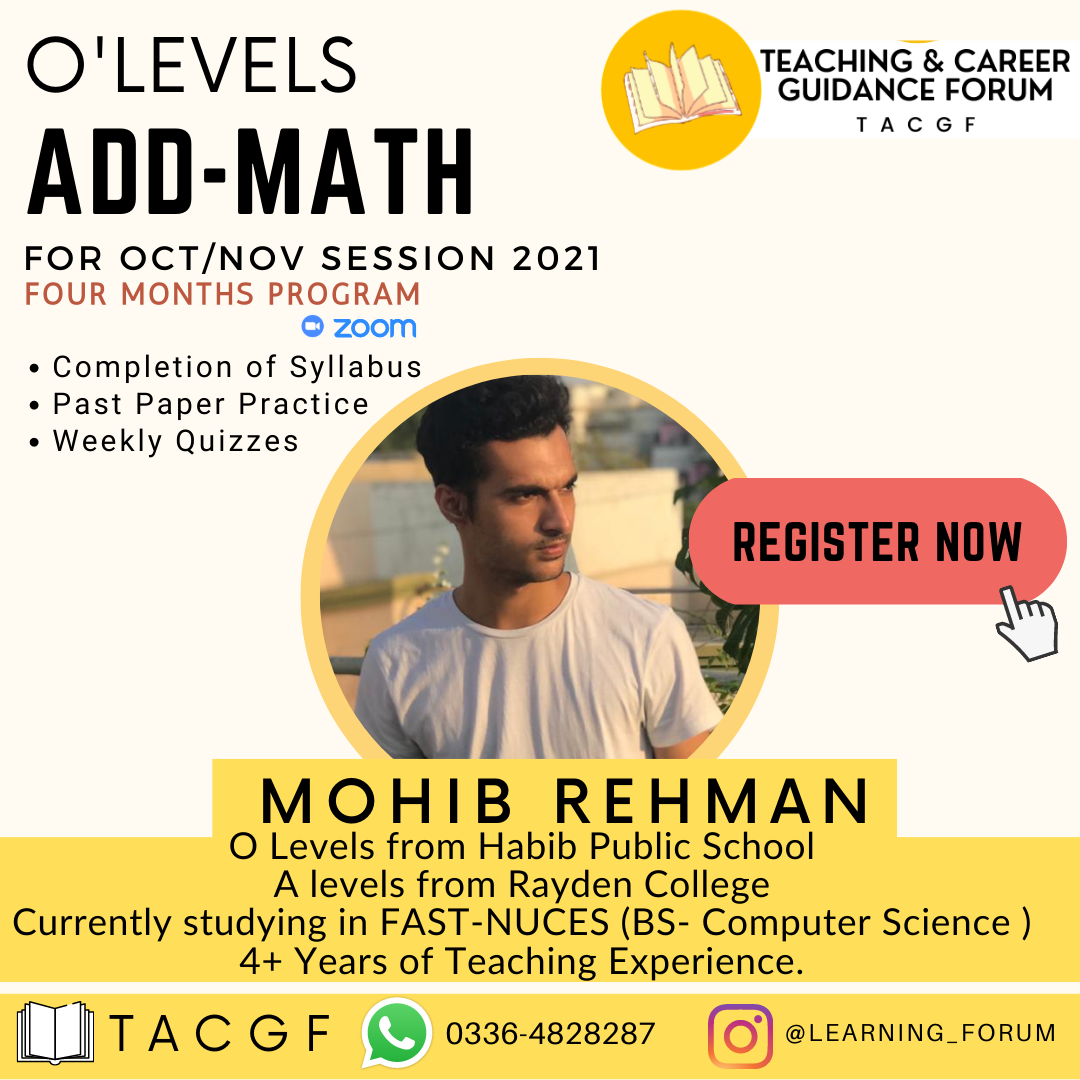 O'LEVELS
ADD-MATH
FOR OCT/NOV SESSION 2021
FOUR MONTHS PROGRAM
zoom
• Completion of Syllabus
• Past Paper Practice
• Weekly Quizzes
TEACHING & CAREER
GUIDANCE FORUM
TACGF
REGISTER NOW
MOHIB REHMAN
O Levels from Habib Public School
A levels from Rayden College
Currently studying in FAST-NUCES (BS- Computer Science )
4+ Years of Teaching Experience.
TACGF
0336-4828287
@LEARNING_FORUM